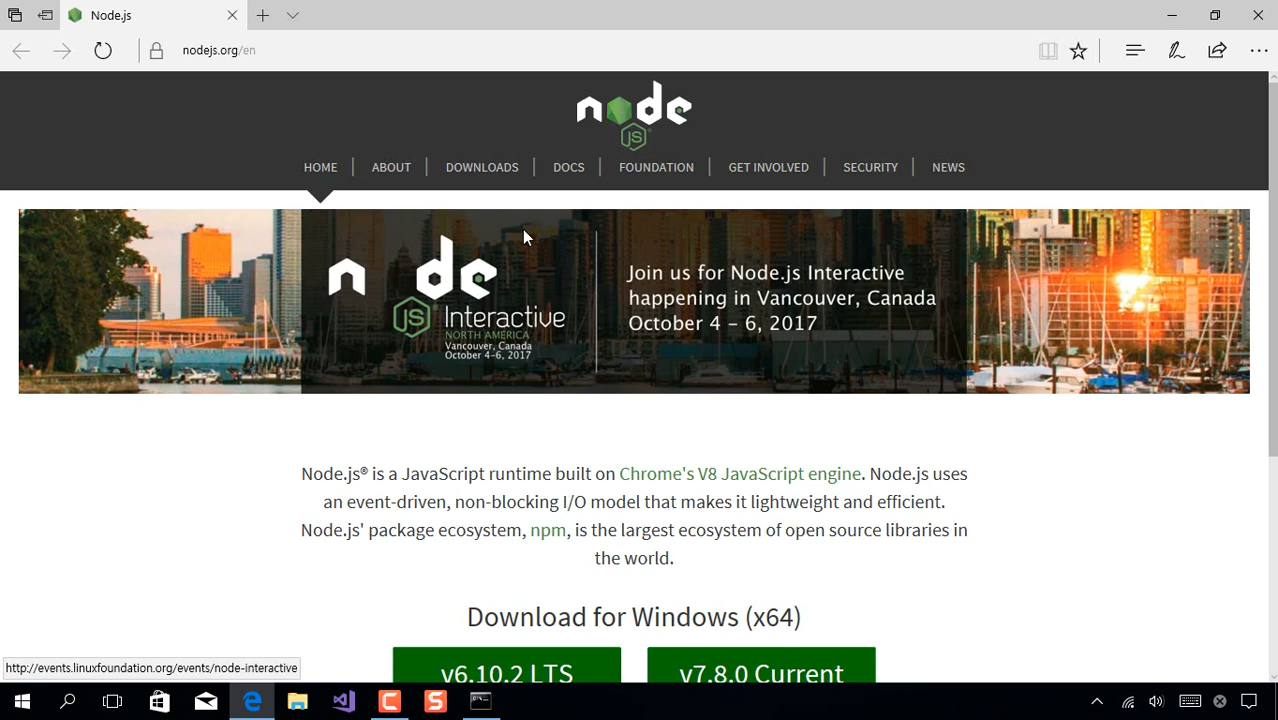 Node.js
nodejs.org/en
node
JS
HOME
ABOUT
DOWNLOADS
DOCS
FOUNDATION
GET INVOLVED
SECURITY
NEWS
n de
JS Interactive
NORTH AMERICA
Vancouver, Canada
October 4-6, 2017
Join us for Node.js Interactive
happening in Vancouver, Canada
October 4 – 6, 2017
Node.js® is a JavaScript runtime built on Chrome's V8 JavaScript engine. Node.js uses
an event-driven, non-blocking I/O model that makes it lightweight and efficient.
Node.js' package ecosystem, npm, is the largest ecosystem of open source libraries in
the world.
Download for Windows (x64)
v6.10.2 LTS
v7.8.0 Current
http://events.linuxfoundation.org/events/node-interactive